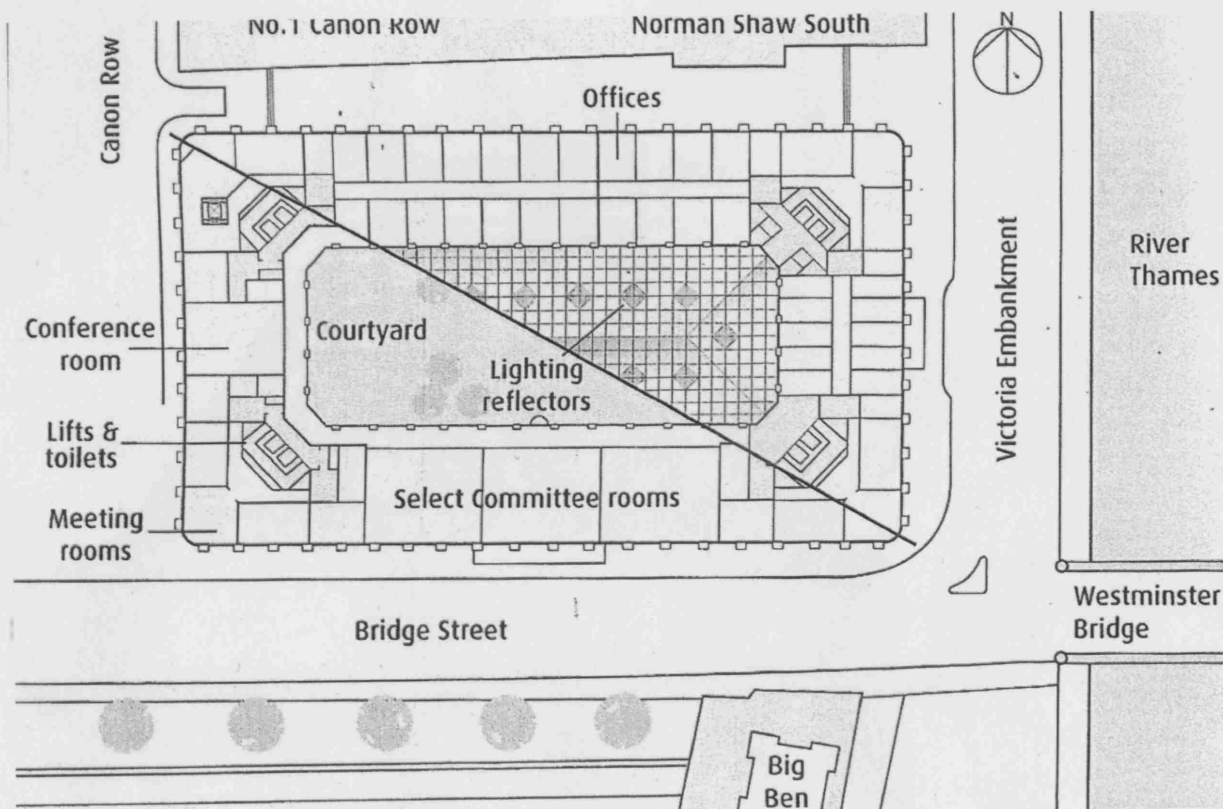 No. 1 Canon Row
Norman Shaw South
N
Canon Row
Offices
Victoria Embankment
River
Thames
Conference
room
Courtyard
Lighting
reflectors
Lifts &
toilets
Select Committee rooms
Meeting
rooms
Westminster
Bridge
Bridge Street
Big
Ben